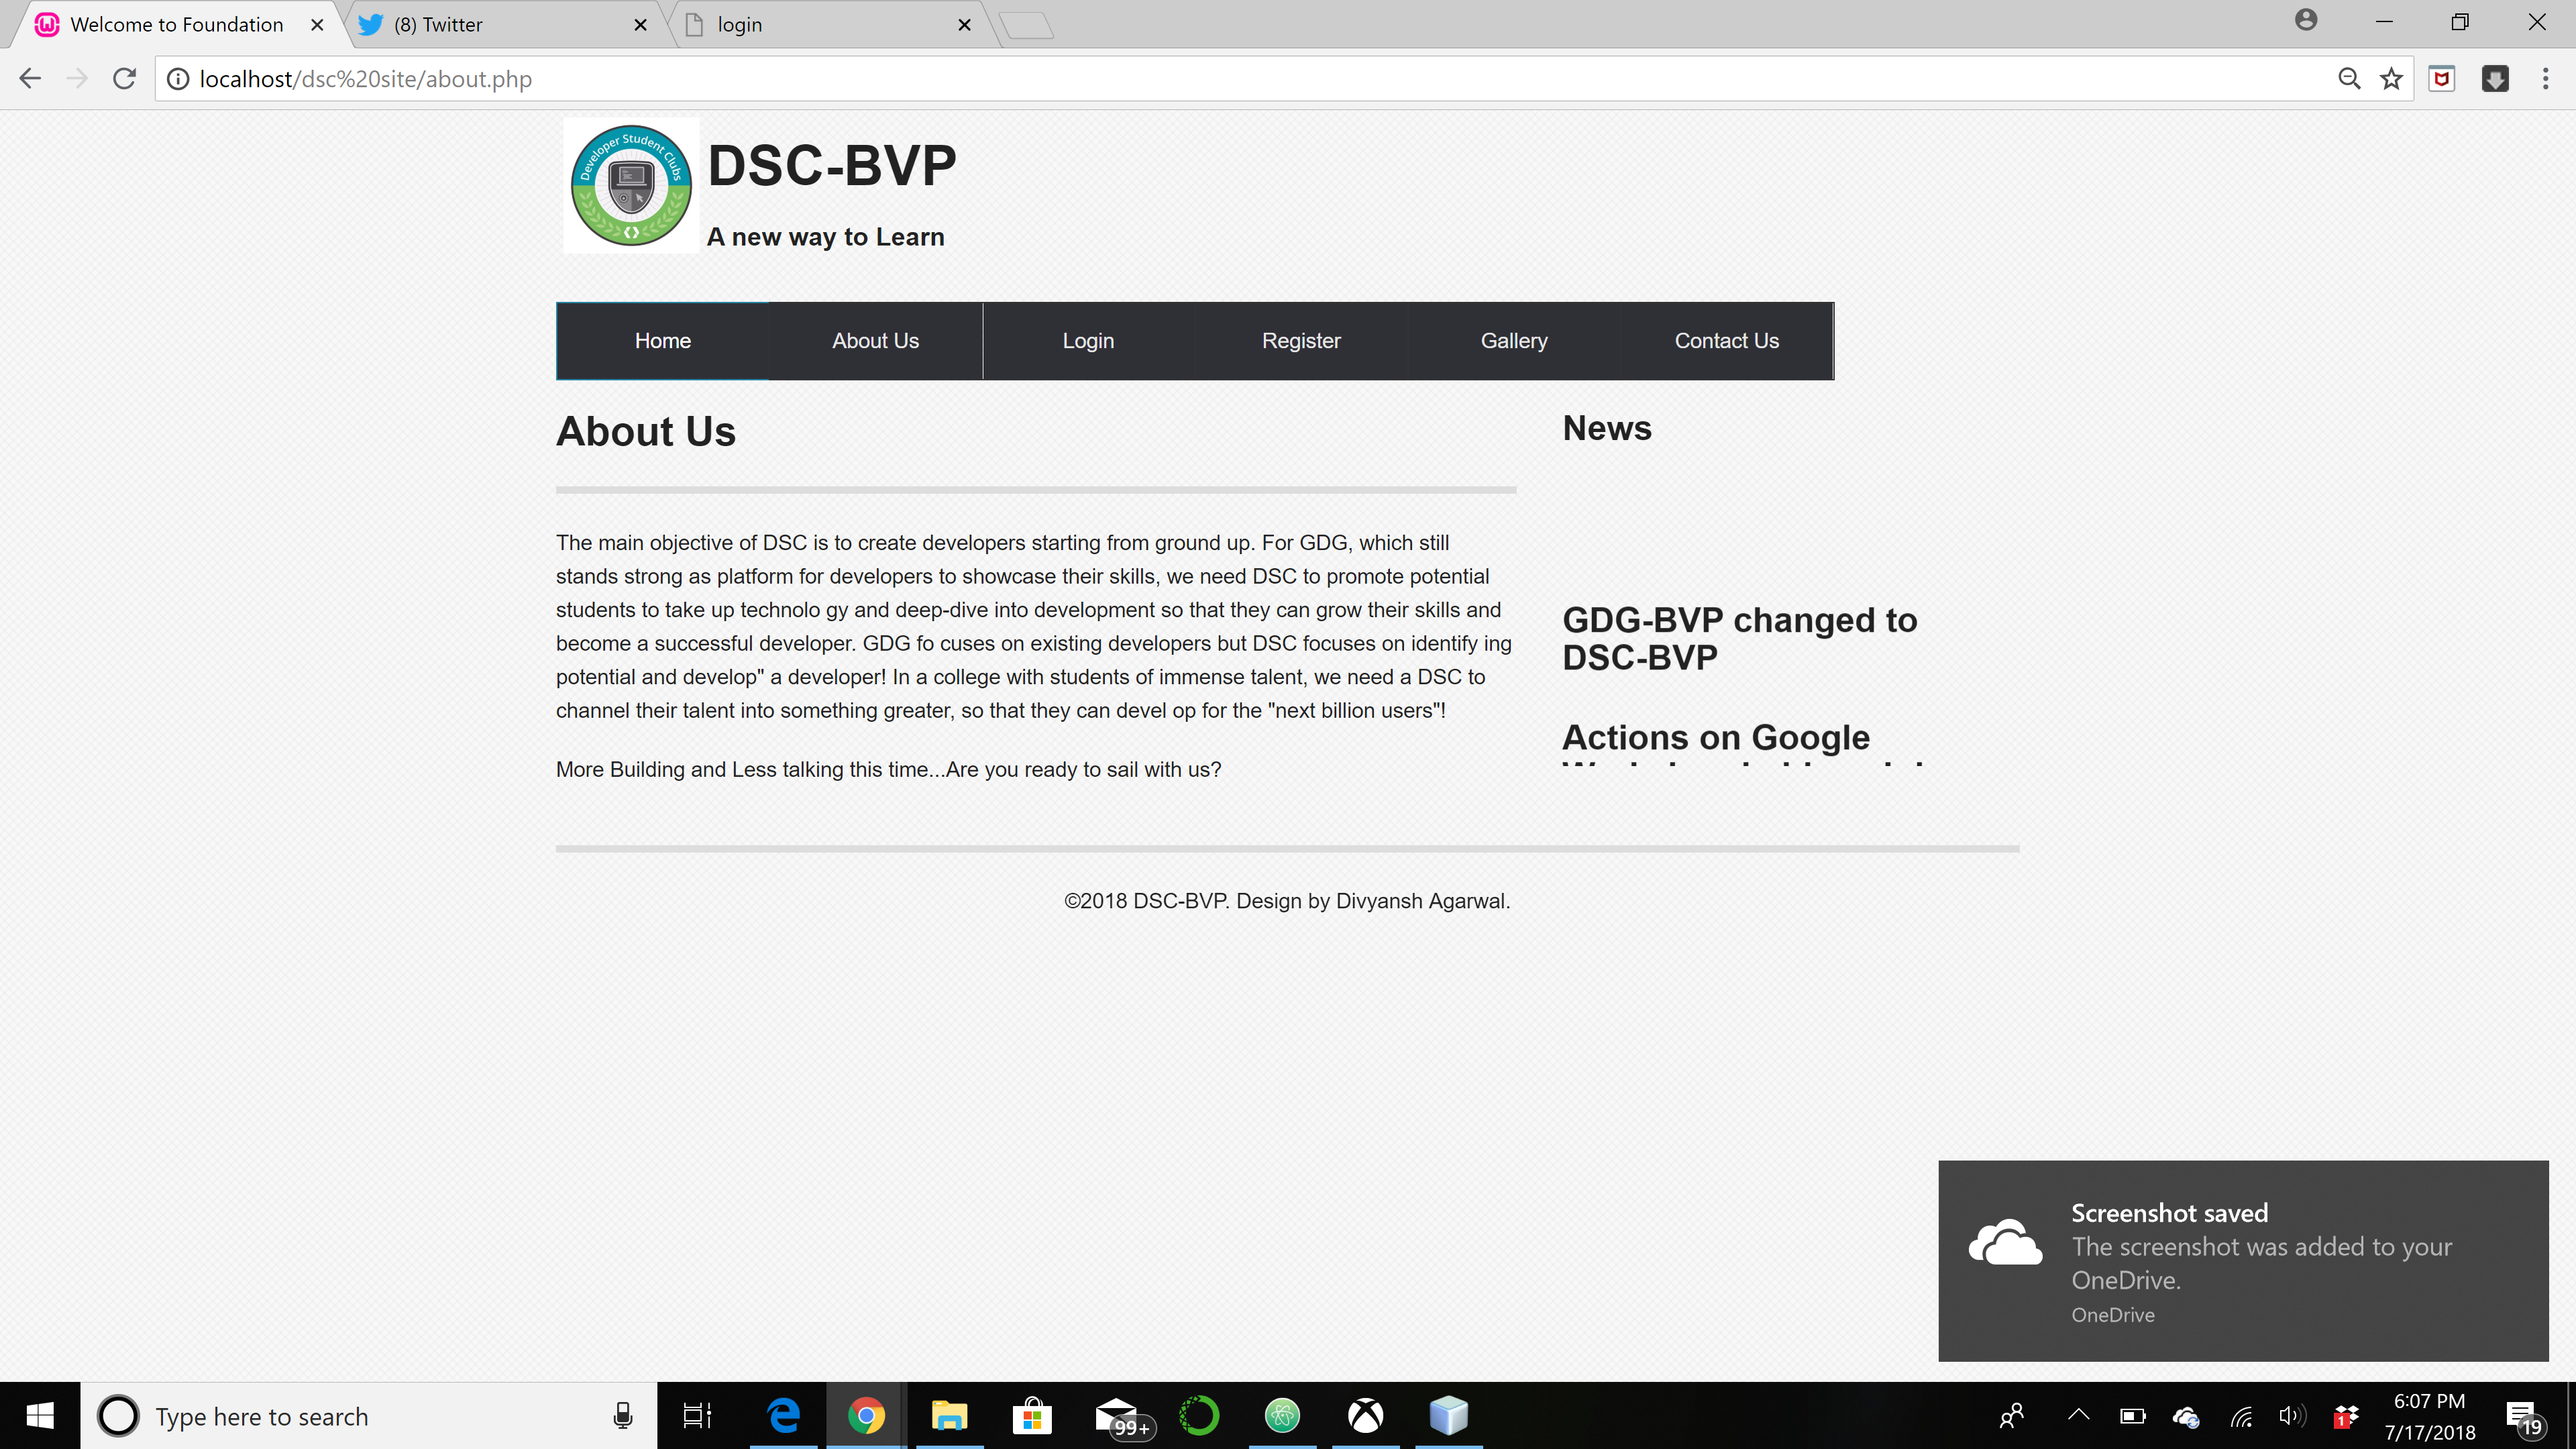 Welcome to Foundation
(8) Twitter
login
localhost/dsc%20site/about.php
Developer Student Clubs
DSC-BVP
A new way to Learn
Home
About Us
Login
Register
Gallery
Contact Us
About Us
The main objective of DSC is to create developers starting from ground up. For GDG, which still
stands strong as platform for developers to showcase their skills, we need DSC to promote potential
students to take up technolo gy and deep-dive into development so that they can grow their skills and
become a successful developer. GDG fo cuses on existing developers but DSC focuses on identify ing
potential and develop" a developer! In a college with students of immense talent, we need a DSC to
channel their talent into something greater, so that they can devel op for the "next billion users"!
More Building and Less talking this time...Are you ready to sail with us?
News
GDG-BVP changed to
DSC-BVP
Actions on Google
©2018 DSC-BVP. Design by Divyansh Agarwal.
Screenshot saved
The screenshot was added to your
OneDrive.
OneDrive
Type here to search
99+
1
6:07 PM
7/17/2018
19